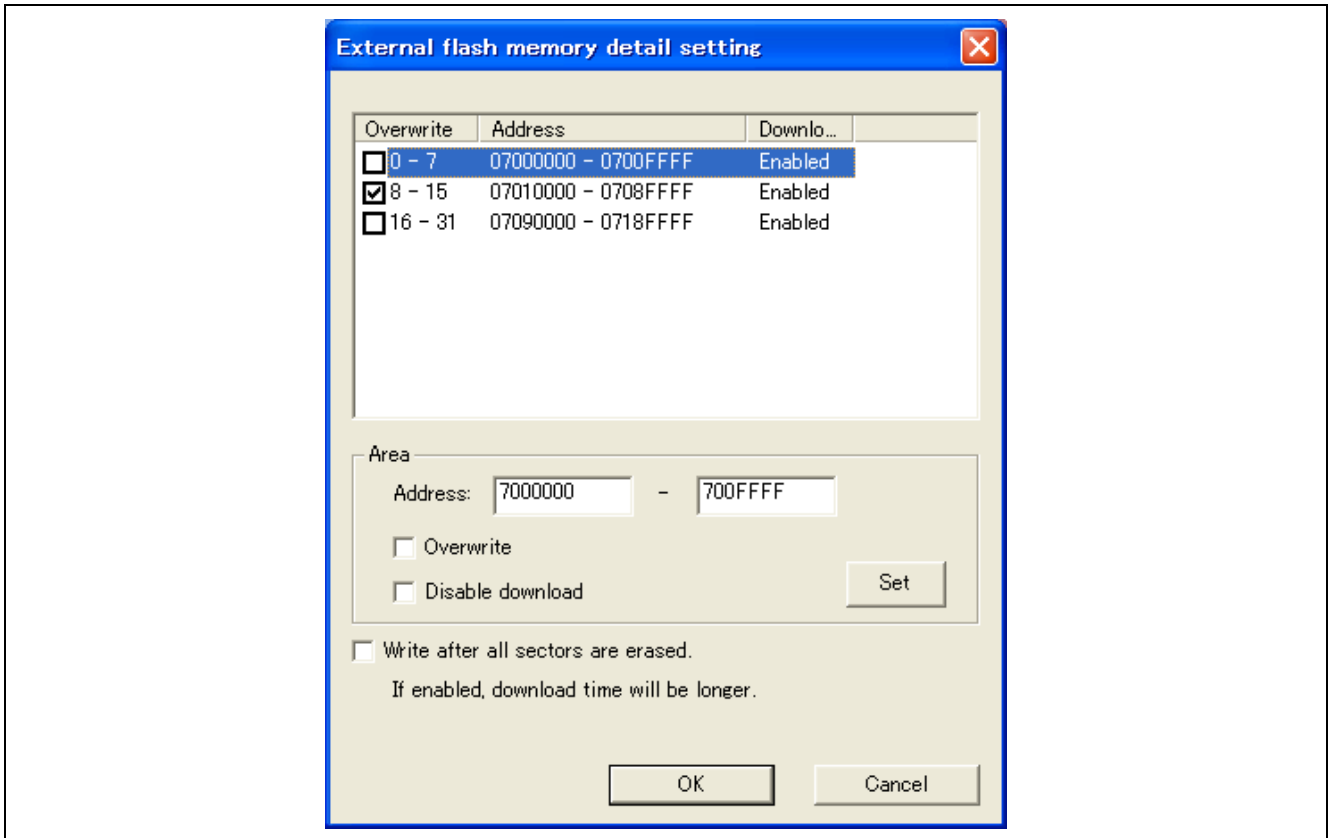 External flash memory detail setting
Overwrite Address Downlo...
0 - 7 07000000 - 0700FFFF Enabled
8 - 15 07010000 - 0708FFFF Enabled
16 - 31 07090000 - 0718FFFF Enabled
Area
Address: 7000000 - 700FFFF
Overwrite
Disable download
Set
Write after all sectors are erased.
If enabled, download time will be longer.
OK Cancel